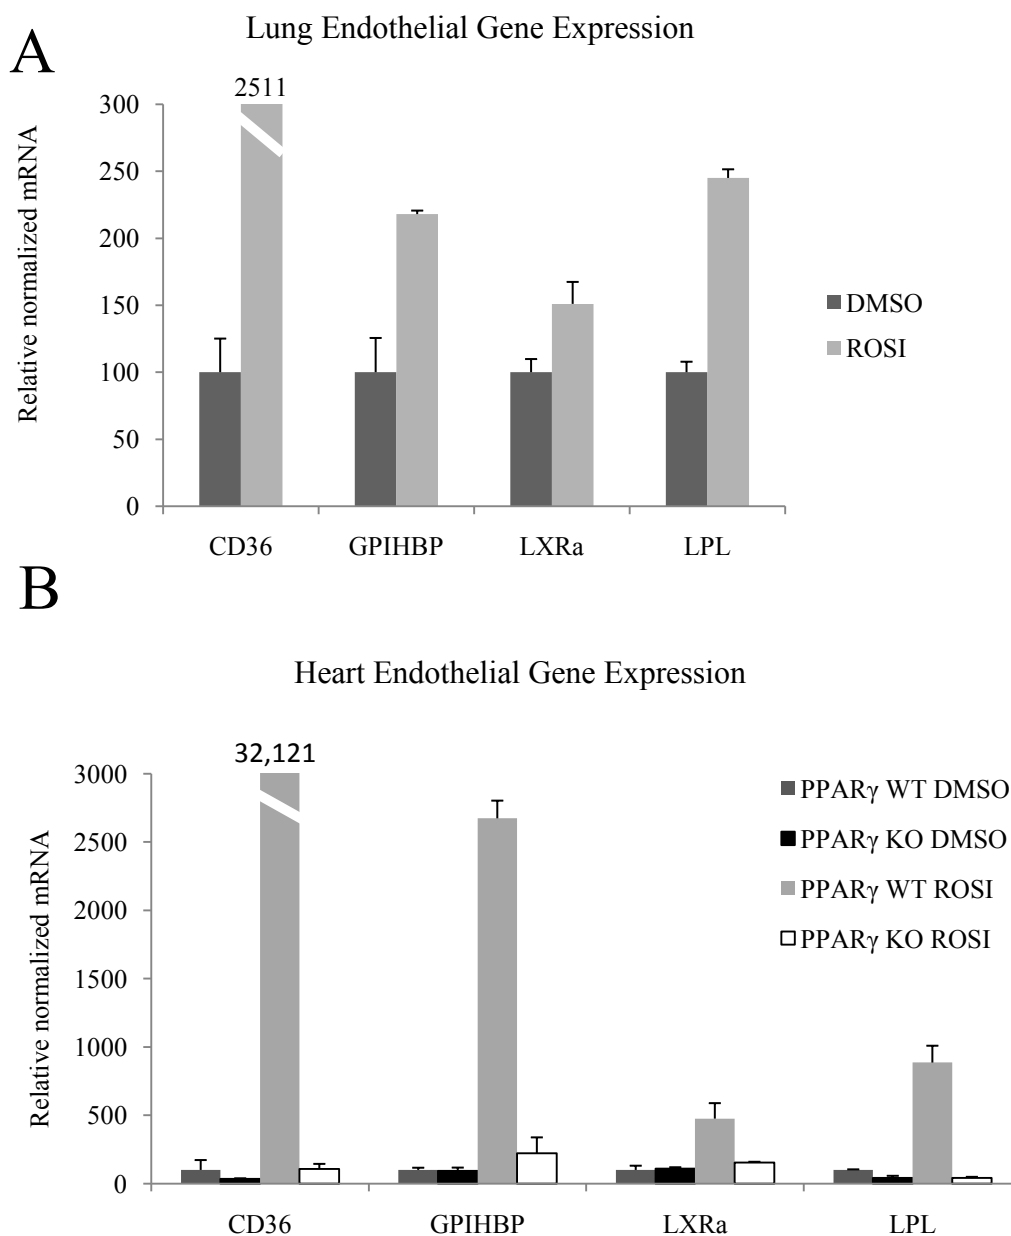 A
Lung Endothelial Gene Expression
2511
Relative normalized mRNA
300
250
200
150
100
50
0
CD36 GPIHBP LXRa LPL
DMSO
ROSI
B
Heart Endothelial Gene Expression
32,121
Relative normalized mRNA
3000
2500
2000
1500
1000
500
0
CD36 GPIHBP LXRa LPL
PPARγ WT DMSO
PPARγ KO DMSO
PPARγ WT ROSI
PPARγ KO ROSI